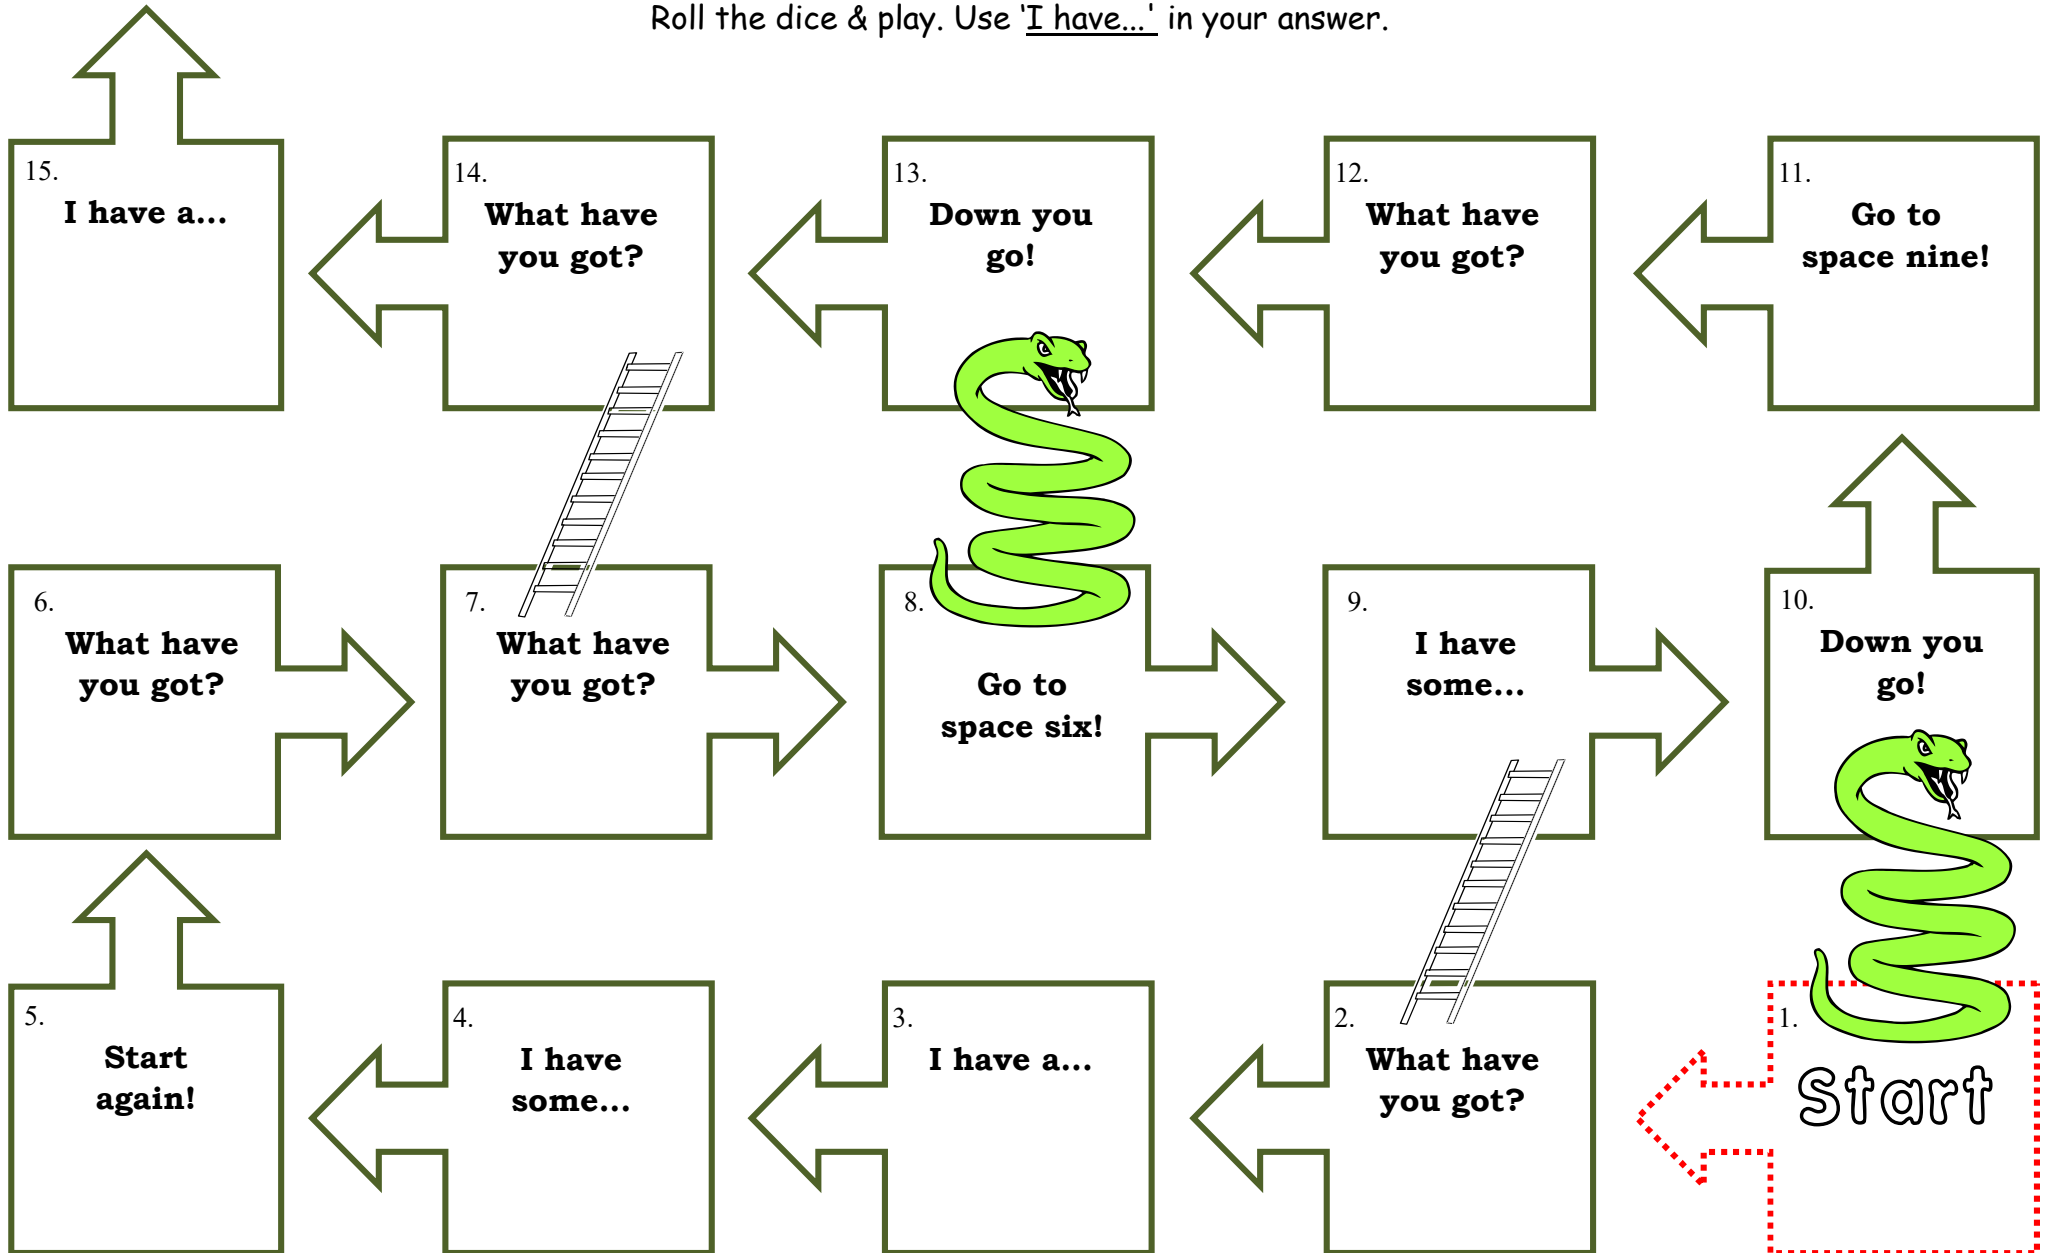 Roll the dice & play. Use ‘I have...' in your answer.
15.
I have a...
14.
What have
you got?
13.
Down you
go!
12.
What have
you got?
11.
Go to
space nine!
6.
What have
you got?
7.
What have
you got?
8.
Go to
space six!
9.
I have
some...
10.
Down you
go!
5.
Start
again!
4.
I have
some...
3.
I have a...
2.
What have
you got?
1.
Start